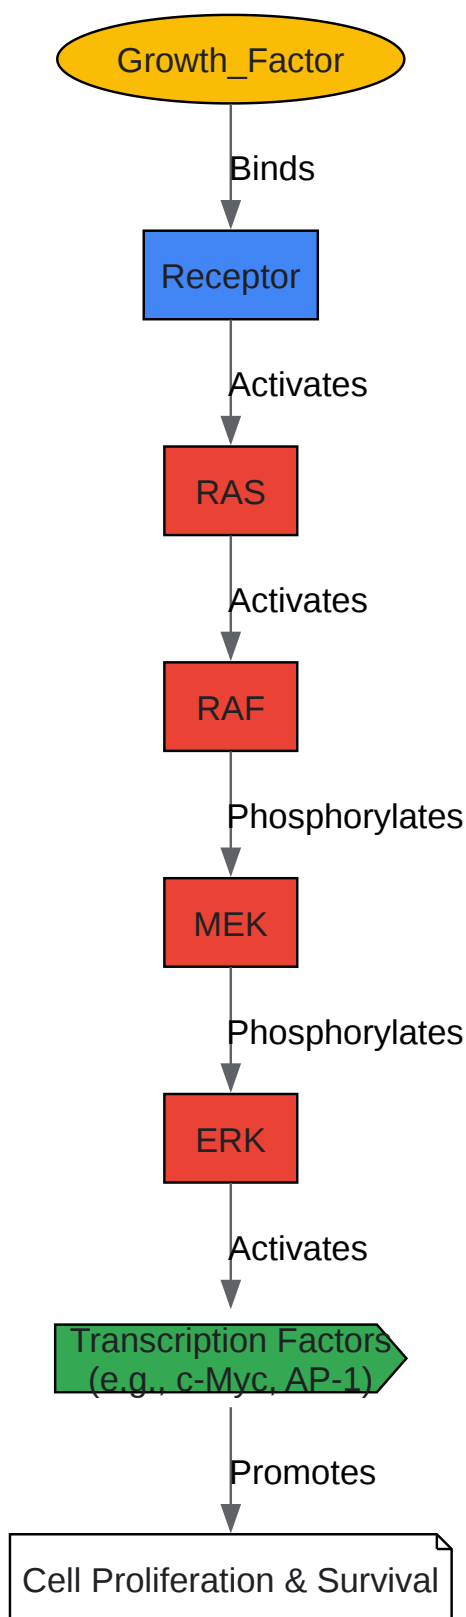 Growth_Factor
Binds
Receptor
Activates
RAS
Activates
RAF
Phosphorylates
MEK
Phosphorylates
ERK
Activates
Transcription Factors
(e.g., c-Myc, AP-1)
Promotes
Cell Proliferation & Survival